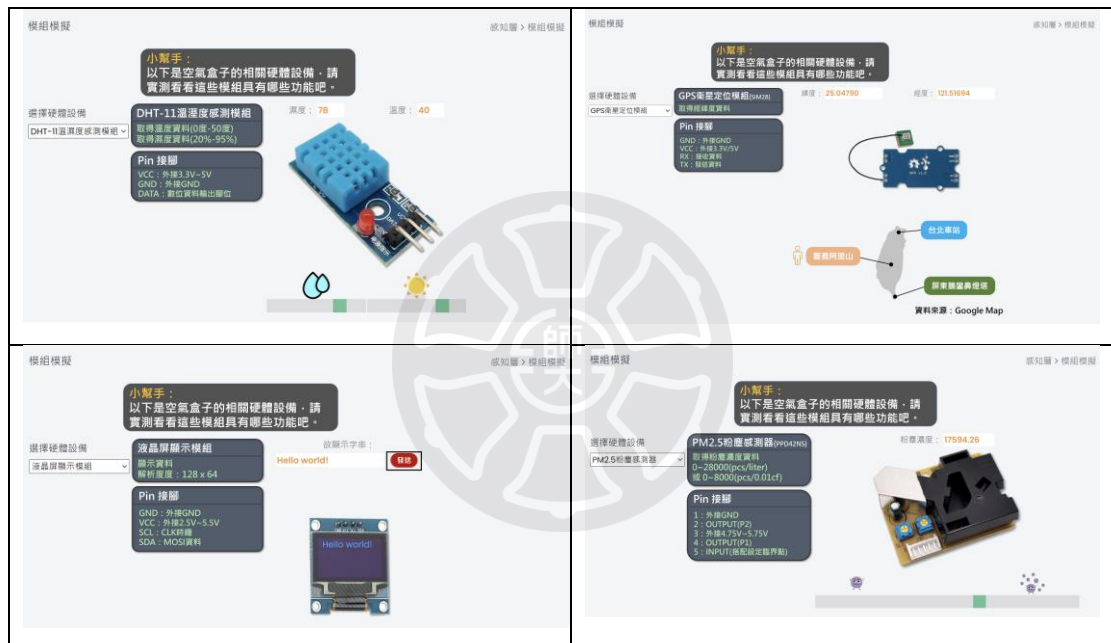 模組模擬
感知層 > 模組模擬
小幫手：
以下是空氣盒子的相關硬體設備，請
實測看看這些模組具有哪些功能吧。
選擇硬體設備
DHT-11溫濕度感測模組
DHT-11溫溼度感測模組
取得溫度資料(0度-50度)
取得濕度資料(20%-95%)
Pin 接腳
VCC：外接3.3V~5V
GND：外接GND
DATA：數位資料輸出腳位
濕度： 78
溫度： 40
模組模擬
感知層 > 模組模擬
小幫手：
以下是空氣盒子的相關硬體設備，請
實測看看這些模組具有哪些功能吧。
選擇硬體設備
GPS衛星定位模組
GPS衛星定位模組(SIM28)
取得經緯度資料
Pin 接腳
GND：外接GND
VCC：外接3.3V/5V
RX：接收資料
TX：發送資料
緯度： 25.04790
經度： 121.51694
台北車站
嘉義阿里山
屏東鵝鑾鼻燈塔
資料來源：Google Map
模組模擬
感知層 > 模組模擬
小幫手：
以下是空氣盒子的相關硬體設備，請
實測看看這些模組具有哪些功能吧。
選擇硬體設備
液晶屏顯示模組
液晶屏顯示模組
顯示資料
解析度度：128 x 64
Pin 接腳
GND：外接GND
VCC：外接2.5V~5.5V
SCL：CLK時鐘
SDA：MOSI資料
欲顯示字串：
Hello world!
發送
Hello world!
模組模擬
感知層 > 模組模擬
小幫手：
以下是空氣盒子的相關硬體設備，請
實測看看這些模組具有哪些功能吧。
選擇硬體設備
PM2.5粉塵感測器
PM2.5粉塵感測器(PPD42NS)
取得粉塵濃度資料
0~28000(pcs/liter)
或 0~8000(pcs/0.01cf)
Pin 接腳
1：外接GND
2：OUTPUT(P2)
3：外接4.75V~5.75V
4：OUTPUT(P1)
5：INPUT(搭配設定臨界點)
粉塵濃度： 17594.26